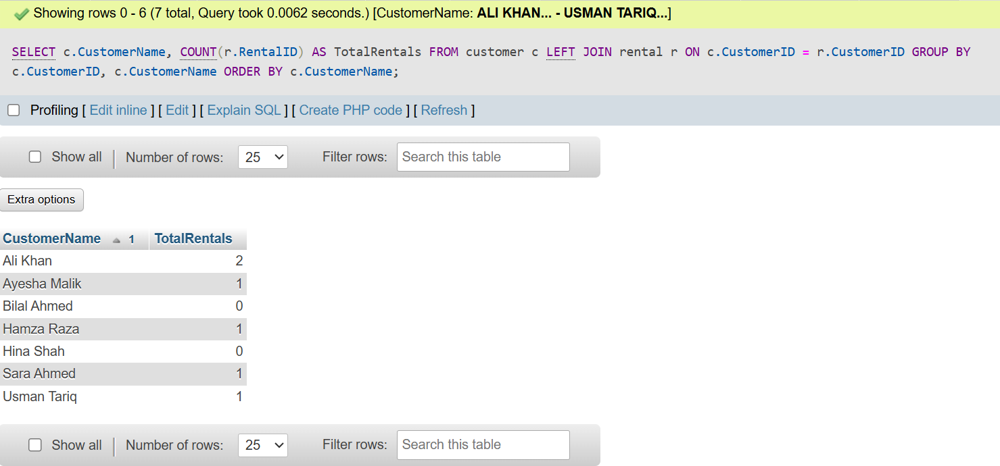 Showing rows 0 - 6 (7 total, Query took 0.0062 seconds.) [CustomerName: ALI KHAN... - USMAN TARIQ...]
SELECT c.CustomerName, COUNT(r.RentalID) AS TotalRentals FROM customer c LEFT JOIN rental r ON c.CustomerID = r.CustomerID GROUP BY
c.CustomerID, c.CustomerName ORDER BY c.CustomerName;
Profiling [ Edit inline ] [ Edit ] [ Explain SQL ] [ Create PHP code ] [ Refresh ]
Show all Number of rows: 25 Filter rows: Search this table
Extra options
CustomerName 1 TotalRentals
Ali Khan 2
Ayesha Malik 1
Bilal Ahmed 0
Hamza Raza 1
Hina Shah 0
Sara Ahmed 1
Usman Tariq 1
Show all Number of rows: 25 Filter rows: Search this table